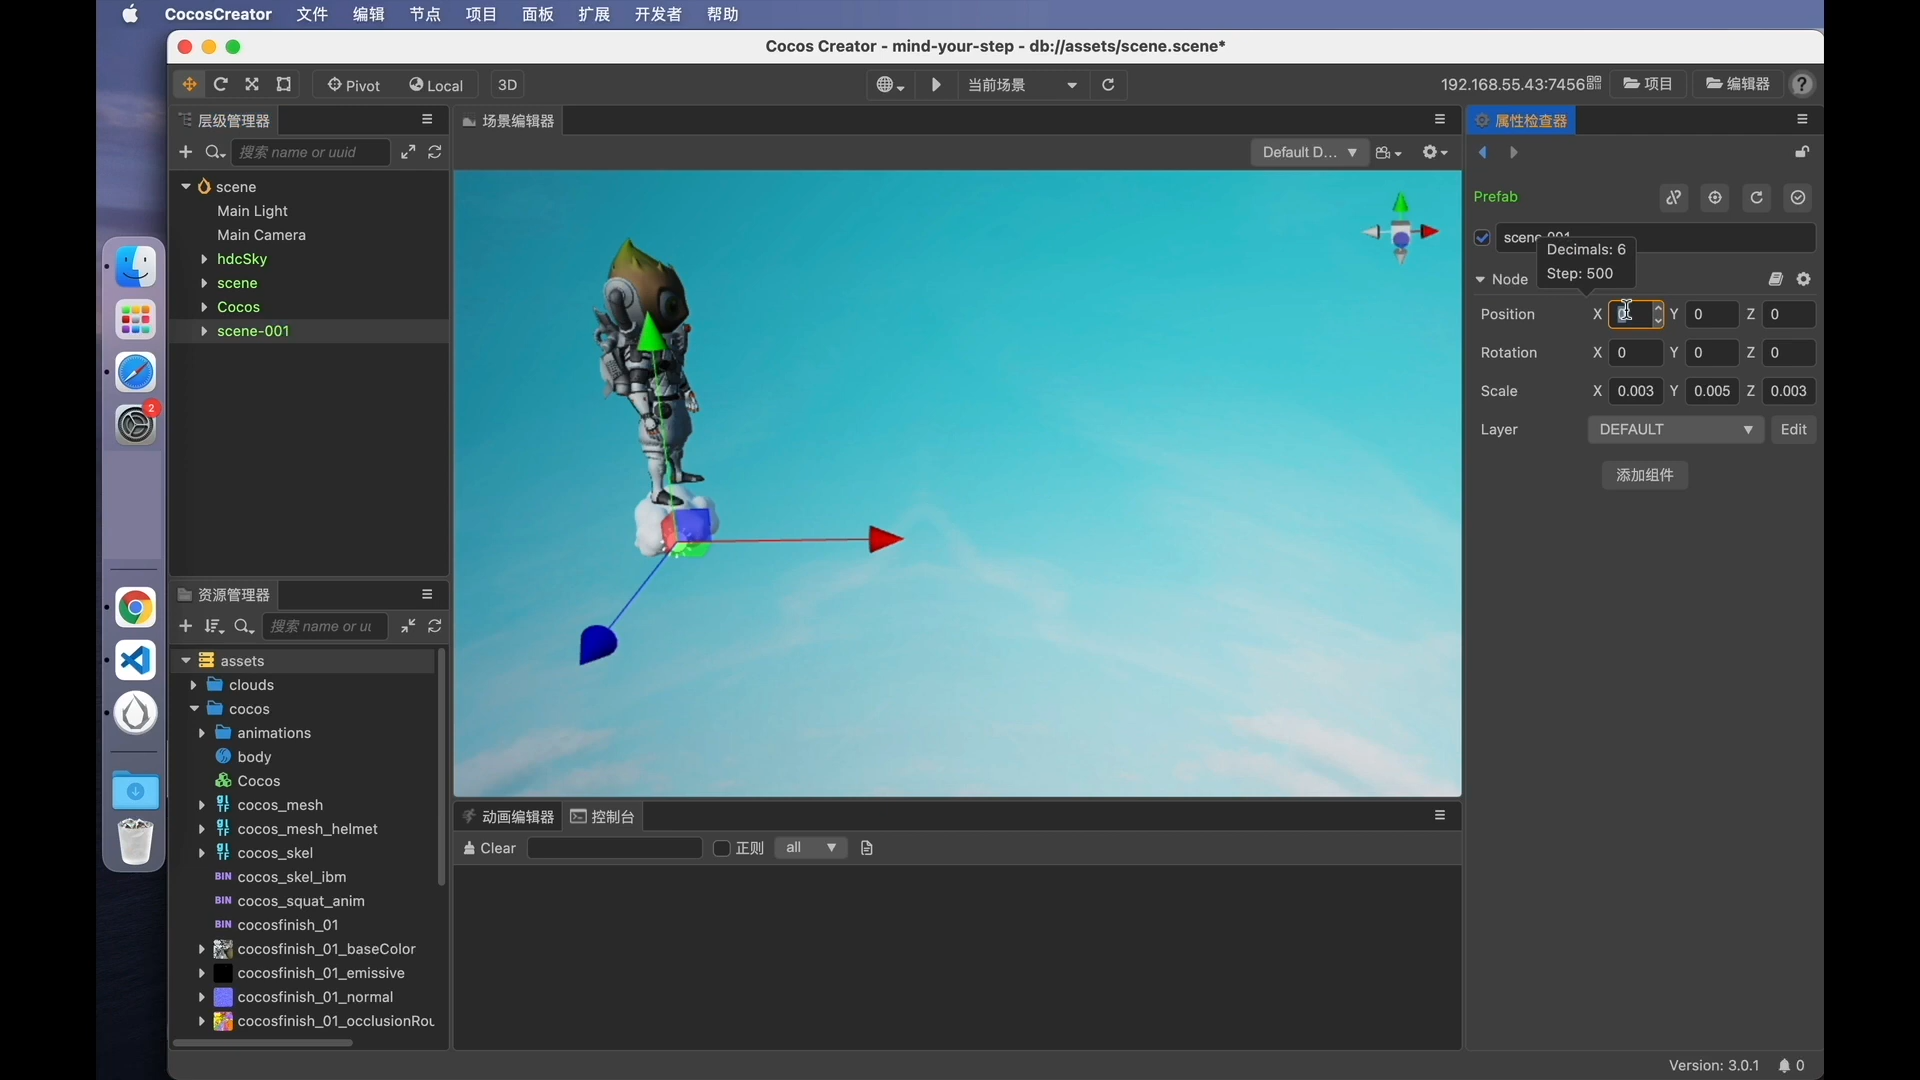 CocosCreator 文件 编辑 节点 项目 面板 扩展 开发者 帮助
Cocos Creator - mind-your-step - db://assets/scene.scene*
Pivot Local 3D 当前场景 192.168.55.43:7456 项目 编辑器
层级管理器
搜索 name or uuid
scene
Main Light
Main Camera
hdcSky
scene
Cocos
scene-001
2
资源管理器
搜索 name or uu
assets
clouds
cocos
animations
body
Cocos
cocos_mesh
cocos_mesh_helmet
cocos_skel
BIN cocos_skel_ibm
BIN cocos_squat_anim
BIN cocosfinish_01
cocosfinish_01_baseColor
cocosfinish_01_emissive
cocosfinish_01_normal
cocosfinish_01_occlusionRou
场景编辑器
Default D...
动画编辑器 控制台
Clear 正则 all
属性检查器
Prefab
Decimals: 6
Step: 500
Node
Position X 0 Y 0 Z 0
Rotation X 0 Y 0 Z 0
Scale X 0.003 Y 0.005 Z 0.003
Layer DEFAULT Edit
添加组件
Version: 3.0.1 0